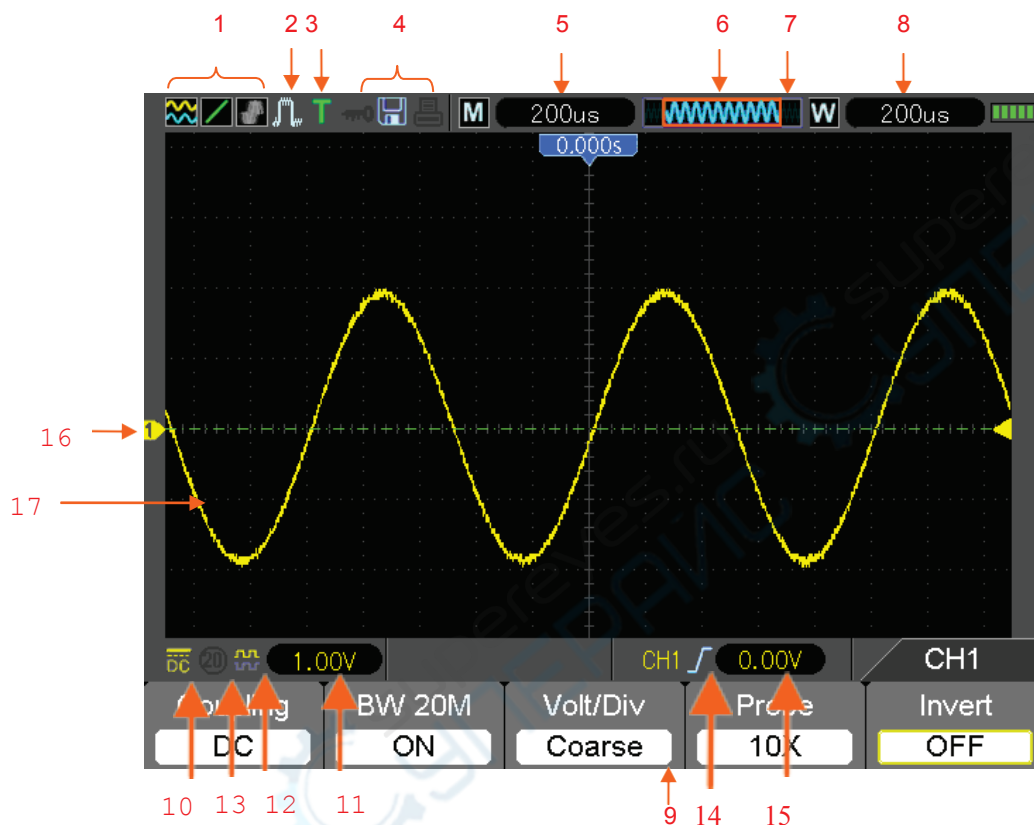 1 2 3 4 5 6 7 8
T M 200us W 200us
0.000s
16 1
17
DC 20 1.00V CH1 0.00V CH1
Coupling BW 20M Volt/Div Probe Invert
DC ON Coarse 10X OFF
10 13 12 11 9 14 15